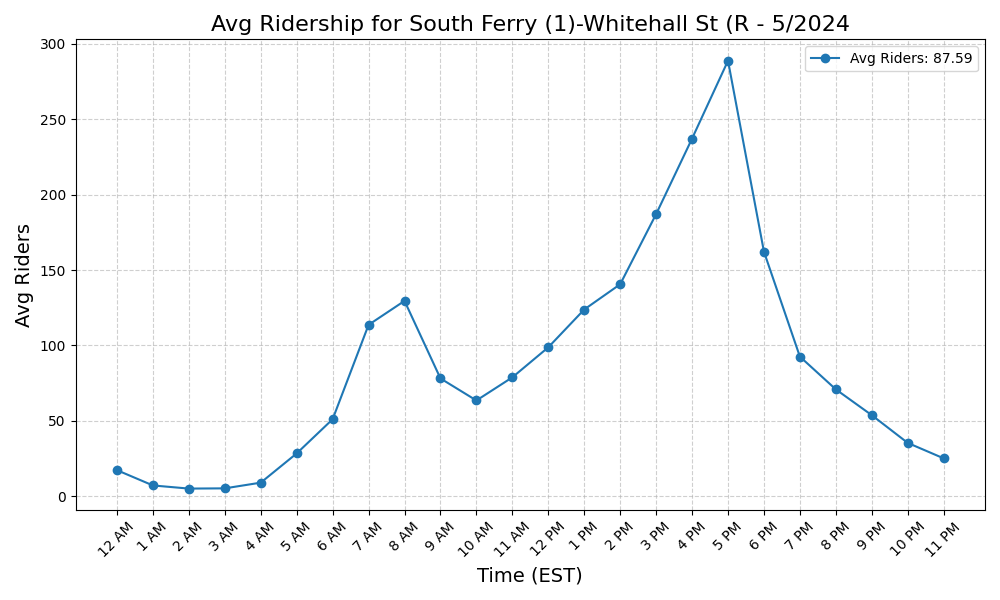 Avg Ridership for South Ferry (1)-Whitehall St (R - 5/2024
Avg Riders: 87.59
Avg Riders
300
250
200
150
100
50
0
12 AM
1 AM
2 AM
3 AM
4 AM
5 AM
6 AM
7 AM
8 AM
9 AM
10 AM
11 AM
12 PM
1 PM
2 PM
3 PM
4 PM
5 PM
6 PM
7 PM
8 PM
9 PM
10 PM
11 PM
Time (EST)